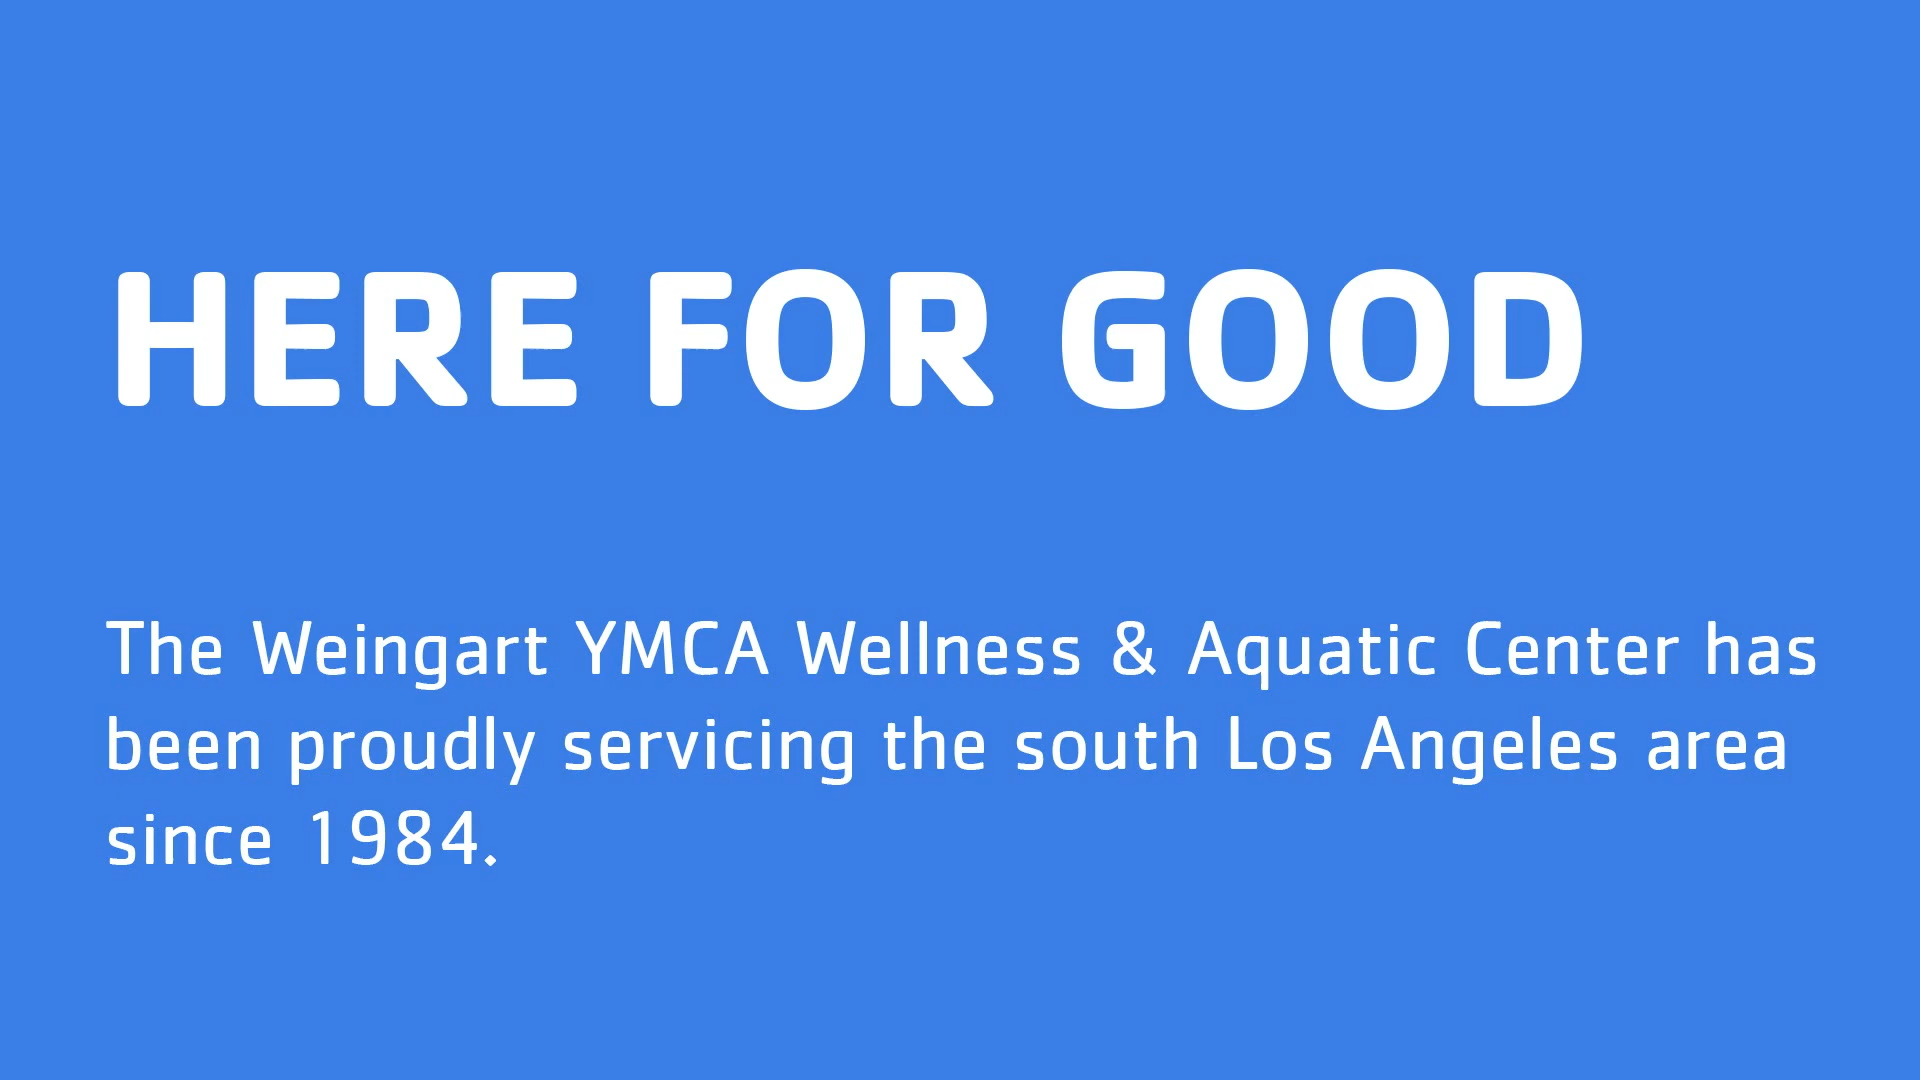 HERE FOR GOOD
The Weingart YMCA Wellness & Aquatic Center has
been proudly servicing the south Los Angeles area
since 1984.